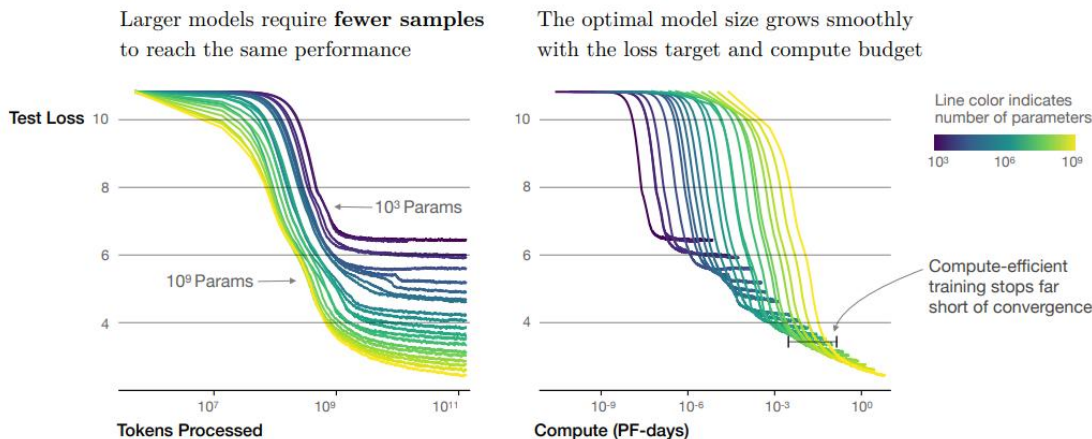 Larger models require fewer samples
to reach the same performance
The optimal model size grows smoothly
with the loss target and compute budget
Test Loss
10
8
6
4
10³ Params
10⁹ Params
10⁷
10⁹
10¹¹
Tokens Processed
10
8
6
4
10⁻⁹
10⁻⁶
10⁻³
10⁰
Compute (PF-days)
Line color indicates
number of parameters
10³
10⁶
10⁹
Compute-efficient
training stops far
short of convergence